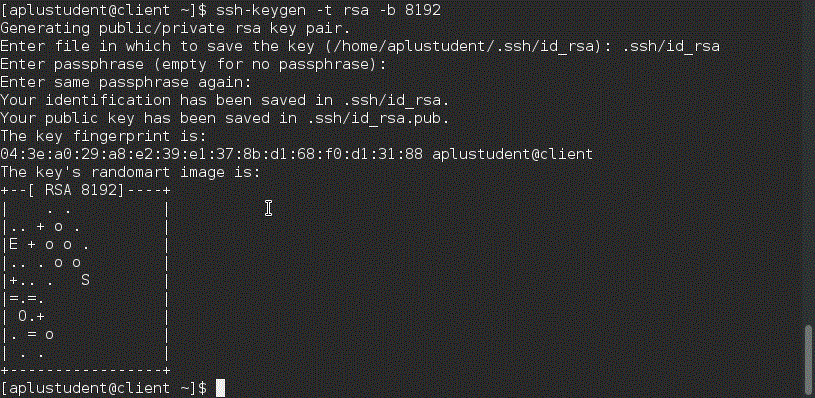 [aplustudent@client ~]$ ssh-keygen -t rsa -b 8192
Generating public/private rsa key pair.
Enter file in which to save the key (/home/aplustudent/.ssh/id_rsa): .ssh/id_rsa
Enter passphrase (empty for no passphrase):
Enter same passphrase again:
Your identification has been saved in .ssh/id_rsa.
Your public key has been saved in .ssh/id_rsa.pub.
The key fingerprint is:
04:3e:a0:29:a8:e2:39:e1:37:8b:d1:68:f0:d1:31:88 aplustudent@client
The key's randomart image is:
+--[ RSA 8192]----+
|    . .          |
|.. + o .         |
|E + o o .        |
|.. . o o         |
|+.. .   S        |
|=.=.             |
| O.+             |
|. = o            |
| . .             |
+-----------------+
[aplustudent@client ~]$